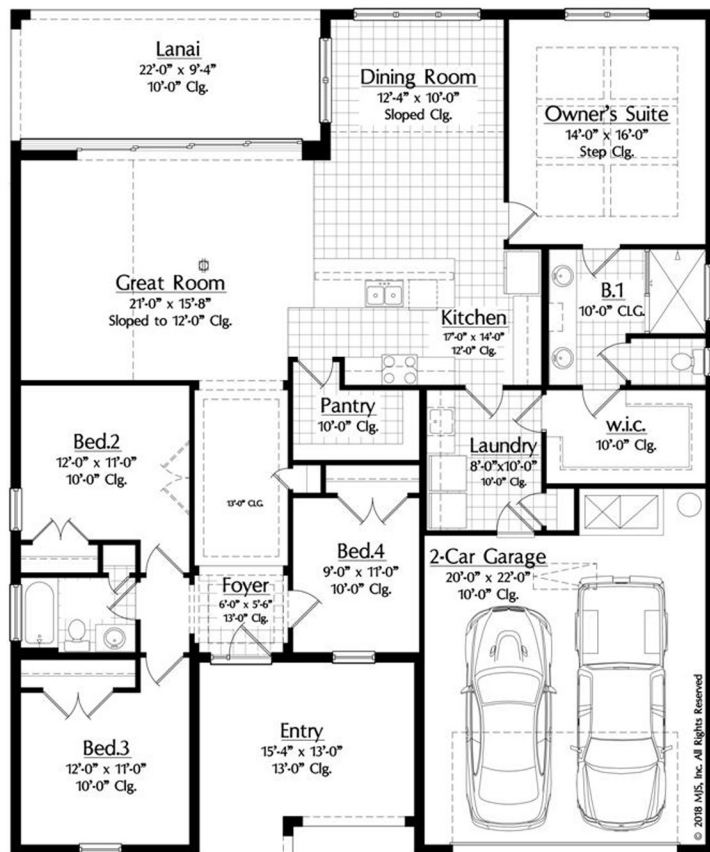 Lanai
22'-0" x 9'-4"
10'-0" Clg.
Dining Room
12'-4" x 10'-0"
Sloped Clg.
Owner's Suite
14'-0" x 16'-0"
Step Clg.
Great Room
21'-0" x 15'-8"
Sloped to 12'-0" Clg.
Kitchen
17'-0" x 14'-0"
12'-0" Clg.
B.1
10'-0" CLG.
Pantry
10'-0" Clg.
w.i.c.
10'-0" Clg.
Laundry
8'-0"x10'-0"
10'-0" Clg.
Bed.2
12'-0" x 11'-0"
10'-0" Clg.
13'-0" CLG.
Bed.4
9'-0" x 11'-0"
10'-0" Clg.
2-Car Garage
20'-0" x 22'-0"
10'-0" Clg.
Foyer
6'-0" x 5'-6"
13'-0" Clg.
Entry
15'-4" x 13'-0"
13'-0" Clg.
Bed.3
12'-0" x 11'-0"
10'-0" Clg.
© 2018 MJS, Inc. All Rights Reserved